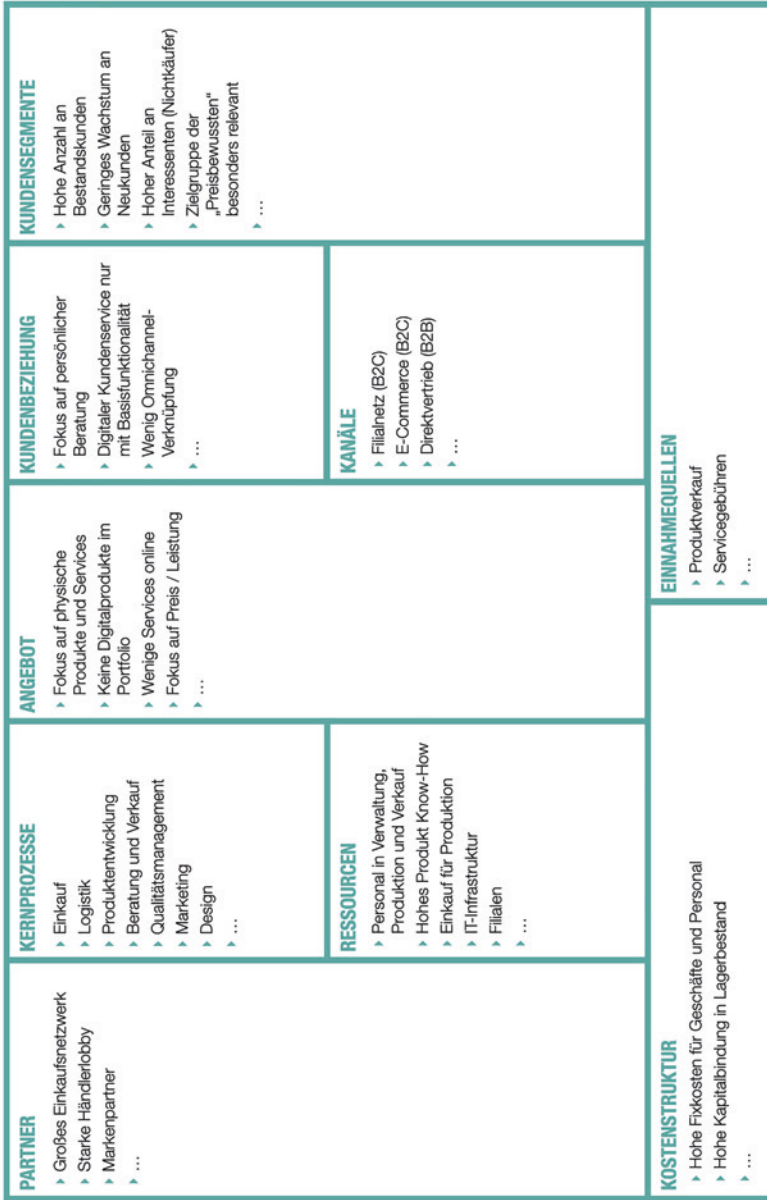 PARTNER
▸ Großes Einkaufsnetzwerk
▸ Starke Händlerlobby
▸ Markenpartner
▸ …
KERNPROZESSE
▸ Einkauf
▸ Logistik
▸ Produktentwicklung
▸ Beratung und Verkauf
▸ Qualitätsmanagement
▸ Marketing
▸ Design
▸ …
RESSOURCEN
▸ Personal in Verwaltung,
Produktion und Verkauf
▸ Hohes Produkt Know-How
▸ Einkauf für Produktion
▸ IT-Infrastruktur
▸ Filialen
▸ …
ANGEBOT
▸ Fokus auf physische
Produkte und Services
▸ Keine Digitalprodukte im
Portfolio
▸ Wenige Services online
▸ Fokus auf Preis / Leistung
▸ …
KUNDENBEZIEHUNG
▸ Fokus auf persönlicher
Beratung
▸ Digitaler Kundenservice nur
mit Basisfunktionalität
▸ Wenig Omnichannel-
Verknüpfung
▸ …
KANÄLE
▸ Filialnetz (B2C)
▸ E-Commerce (B2C)
▸ Direktvertrieb (B2B)
▸ …
KUNDENSEGMENTE
▸ Hohe Anzahl an
Bestandskunden
▸ Geringes Wachstum an
Neukunden
▸ Hoher Anteil an
Interessenten (Nichtkäufer)
▸ Zielgruppe der
„Preisbewussten“
besonders relevant
▸ …
KOSTENSTRUKTUR
▸ Hohe Fixkosten für Geschäfte und Personal
▸ Hohe Kapitalbindung in Lagerbestand
▸ …
EINNAHMEQUELLEN
▸ Produktverkauf
▸ Servicegebühren
▸ …